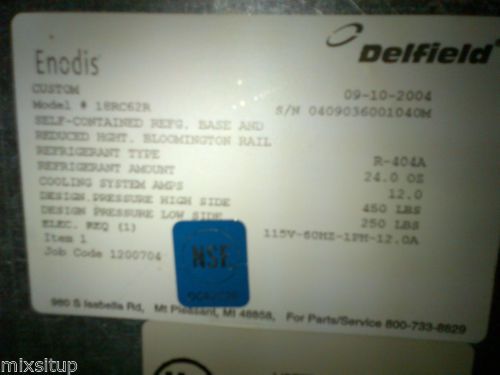 Enodis
Delfield
CUSTOM 09-10-2004
Model # 18RC62R S/N 0409036001040M
SELF-CONTAINED REFG. BASE AND
REDUCED HGHT. BLOOMINGTON RAIL
REFRIGERANT TYPE R-404A
REFRIGERANT AMOUNT 24.0 OZ
COOLING SYSTEM AMPS 12.0
DESIGN PRESSURE HIGH SIDE 450 LBS
DESIGN PRESSURE LOW SIDE 250 LBS
ELEC. REQ (1) 115V-60HZ-1PH-12.0A
Item 1
Job Code 1200704
NSF
980 S Isabella Rd, Mt Pleasant, MI 48858, For Parts/Service 800-733-8829
mixsitup